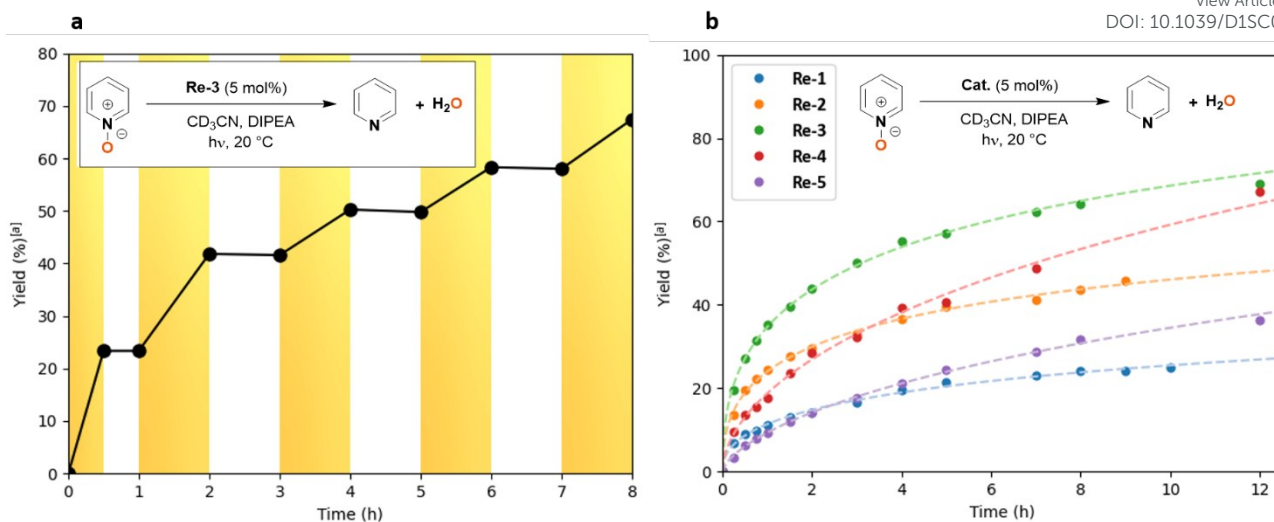 View Article
DOI: 10.1039/D1SC0
a
80
70
60
50
40
30
20
10
0
Yield (%)[a]
0 1 2 3 4 5 6 7 8
Time (h)
N
O
+
−
Re-3 (5 mol%)
CD3CN, DIPEA
hν, 20 °C
N
+ H2O
b
100
80
60
40
20
0
Yield (%)[a]
0 2 4 6 8 10 12
Time (h)
Re-1
Re-2
Re-3
Re-4
Re-5
N
O
+
−
Cat. (5 mol%)
CD3CN, DIPEA
hν, 20 °C
N
+ H2O